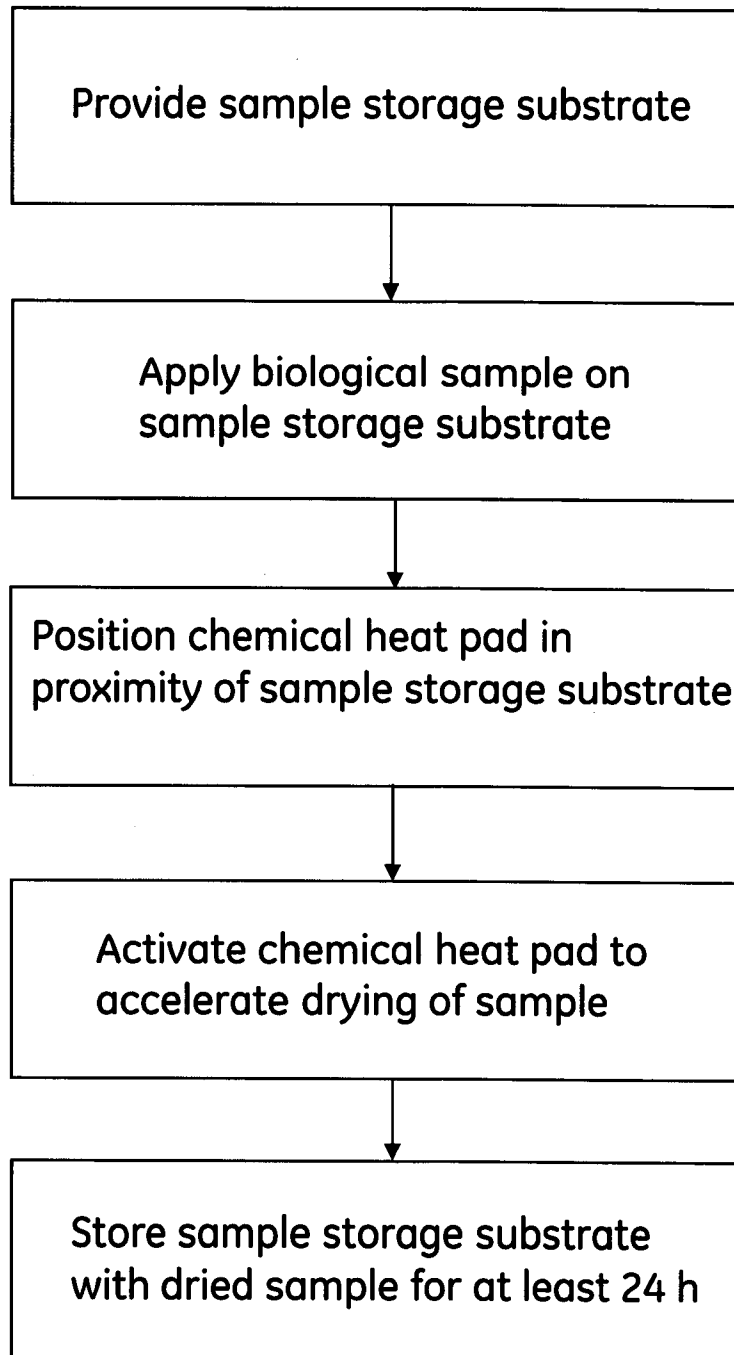 Provide sample storage substrate
Apply biological sample on
sample storage substrate
Position chemical heat pad in
proximity of sample storage substrate
Activate chemical heat pad to
accelerate drying of sample
Store sample storage substrate
with dried sample for at least 24 h